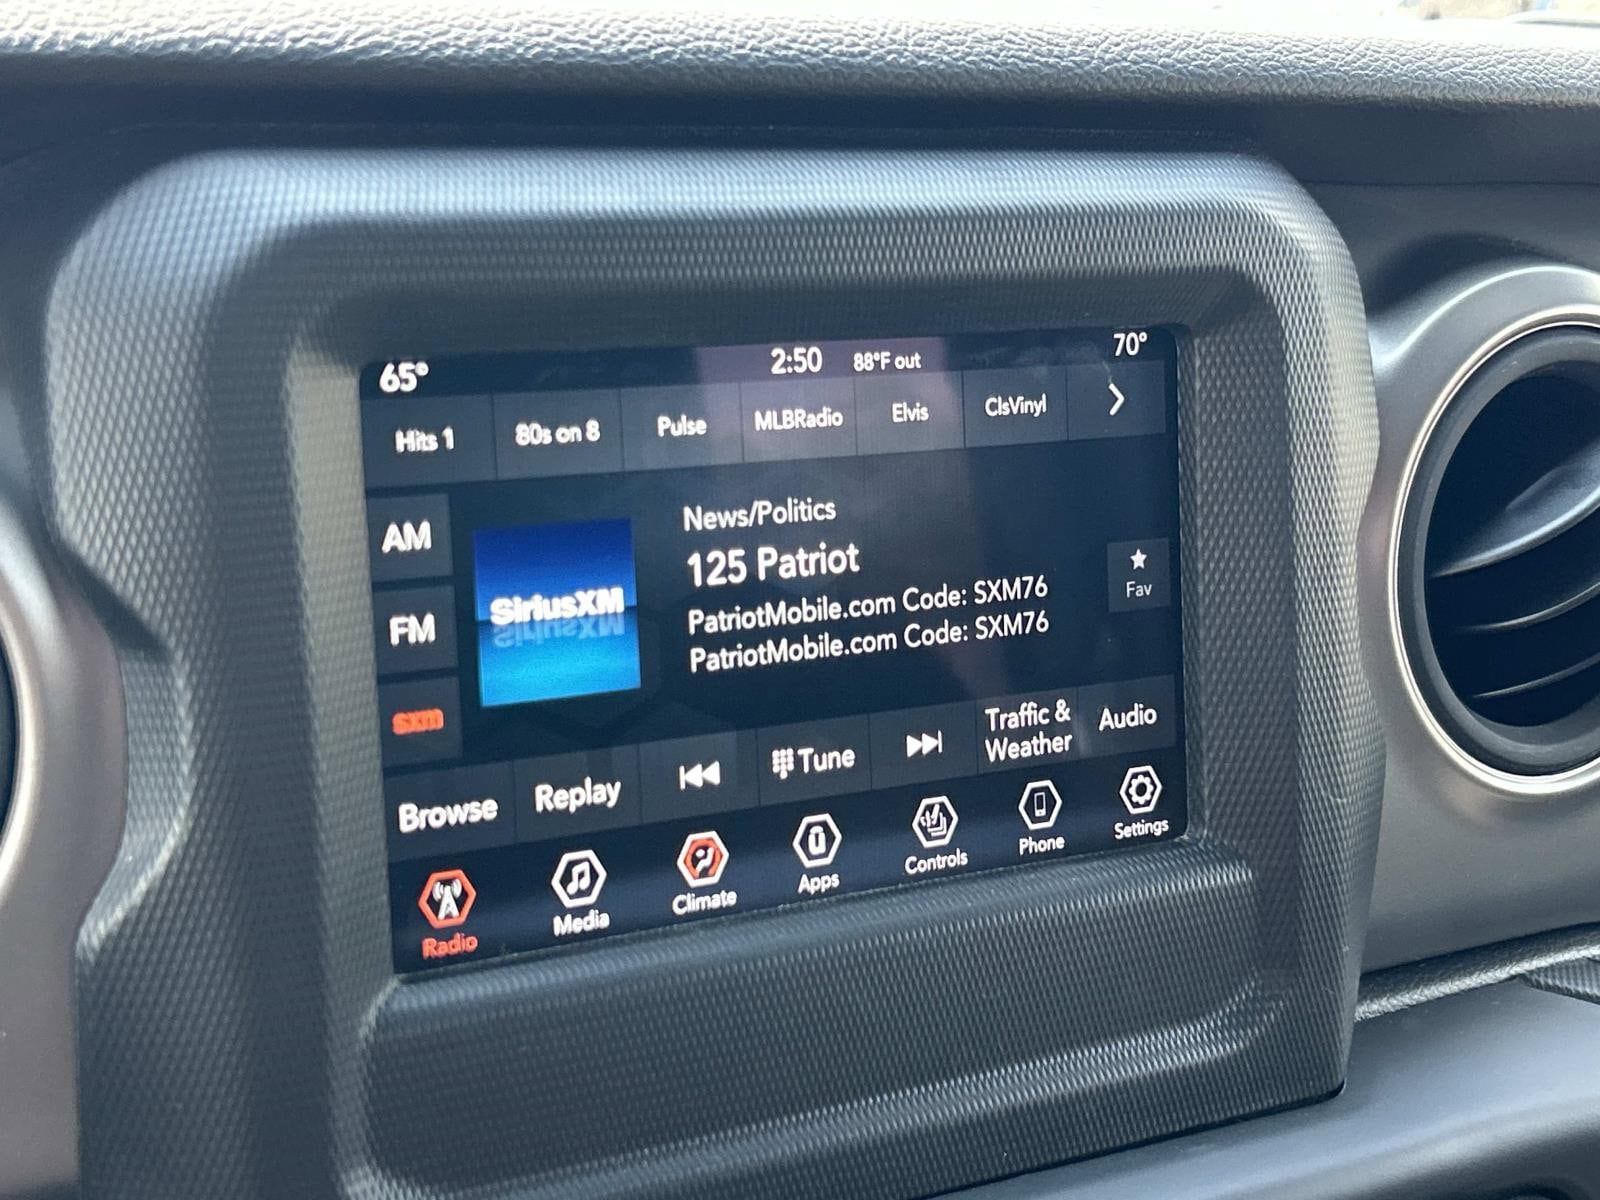 65° 2:50 88°F out 70°
Hits 1 80s on 8 Pulse MLBRadio Elvis ClsVinyl
AM
FM
sxm
SiriusXM
News/Politics
125 Patriot
PatriotMobile.com Code: SXM76
PatriotMobile.com Code: SXM76
Fav
Browse Replay Tune Traffic & Weather Audio
Radio Media Climate Apps Controls Phone Settings